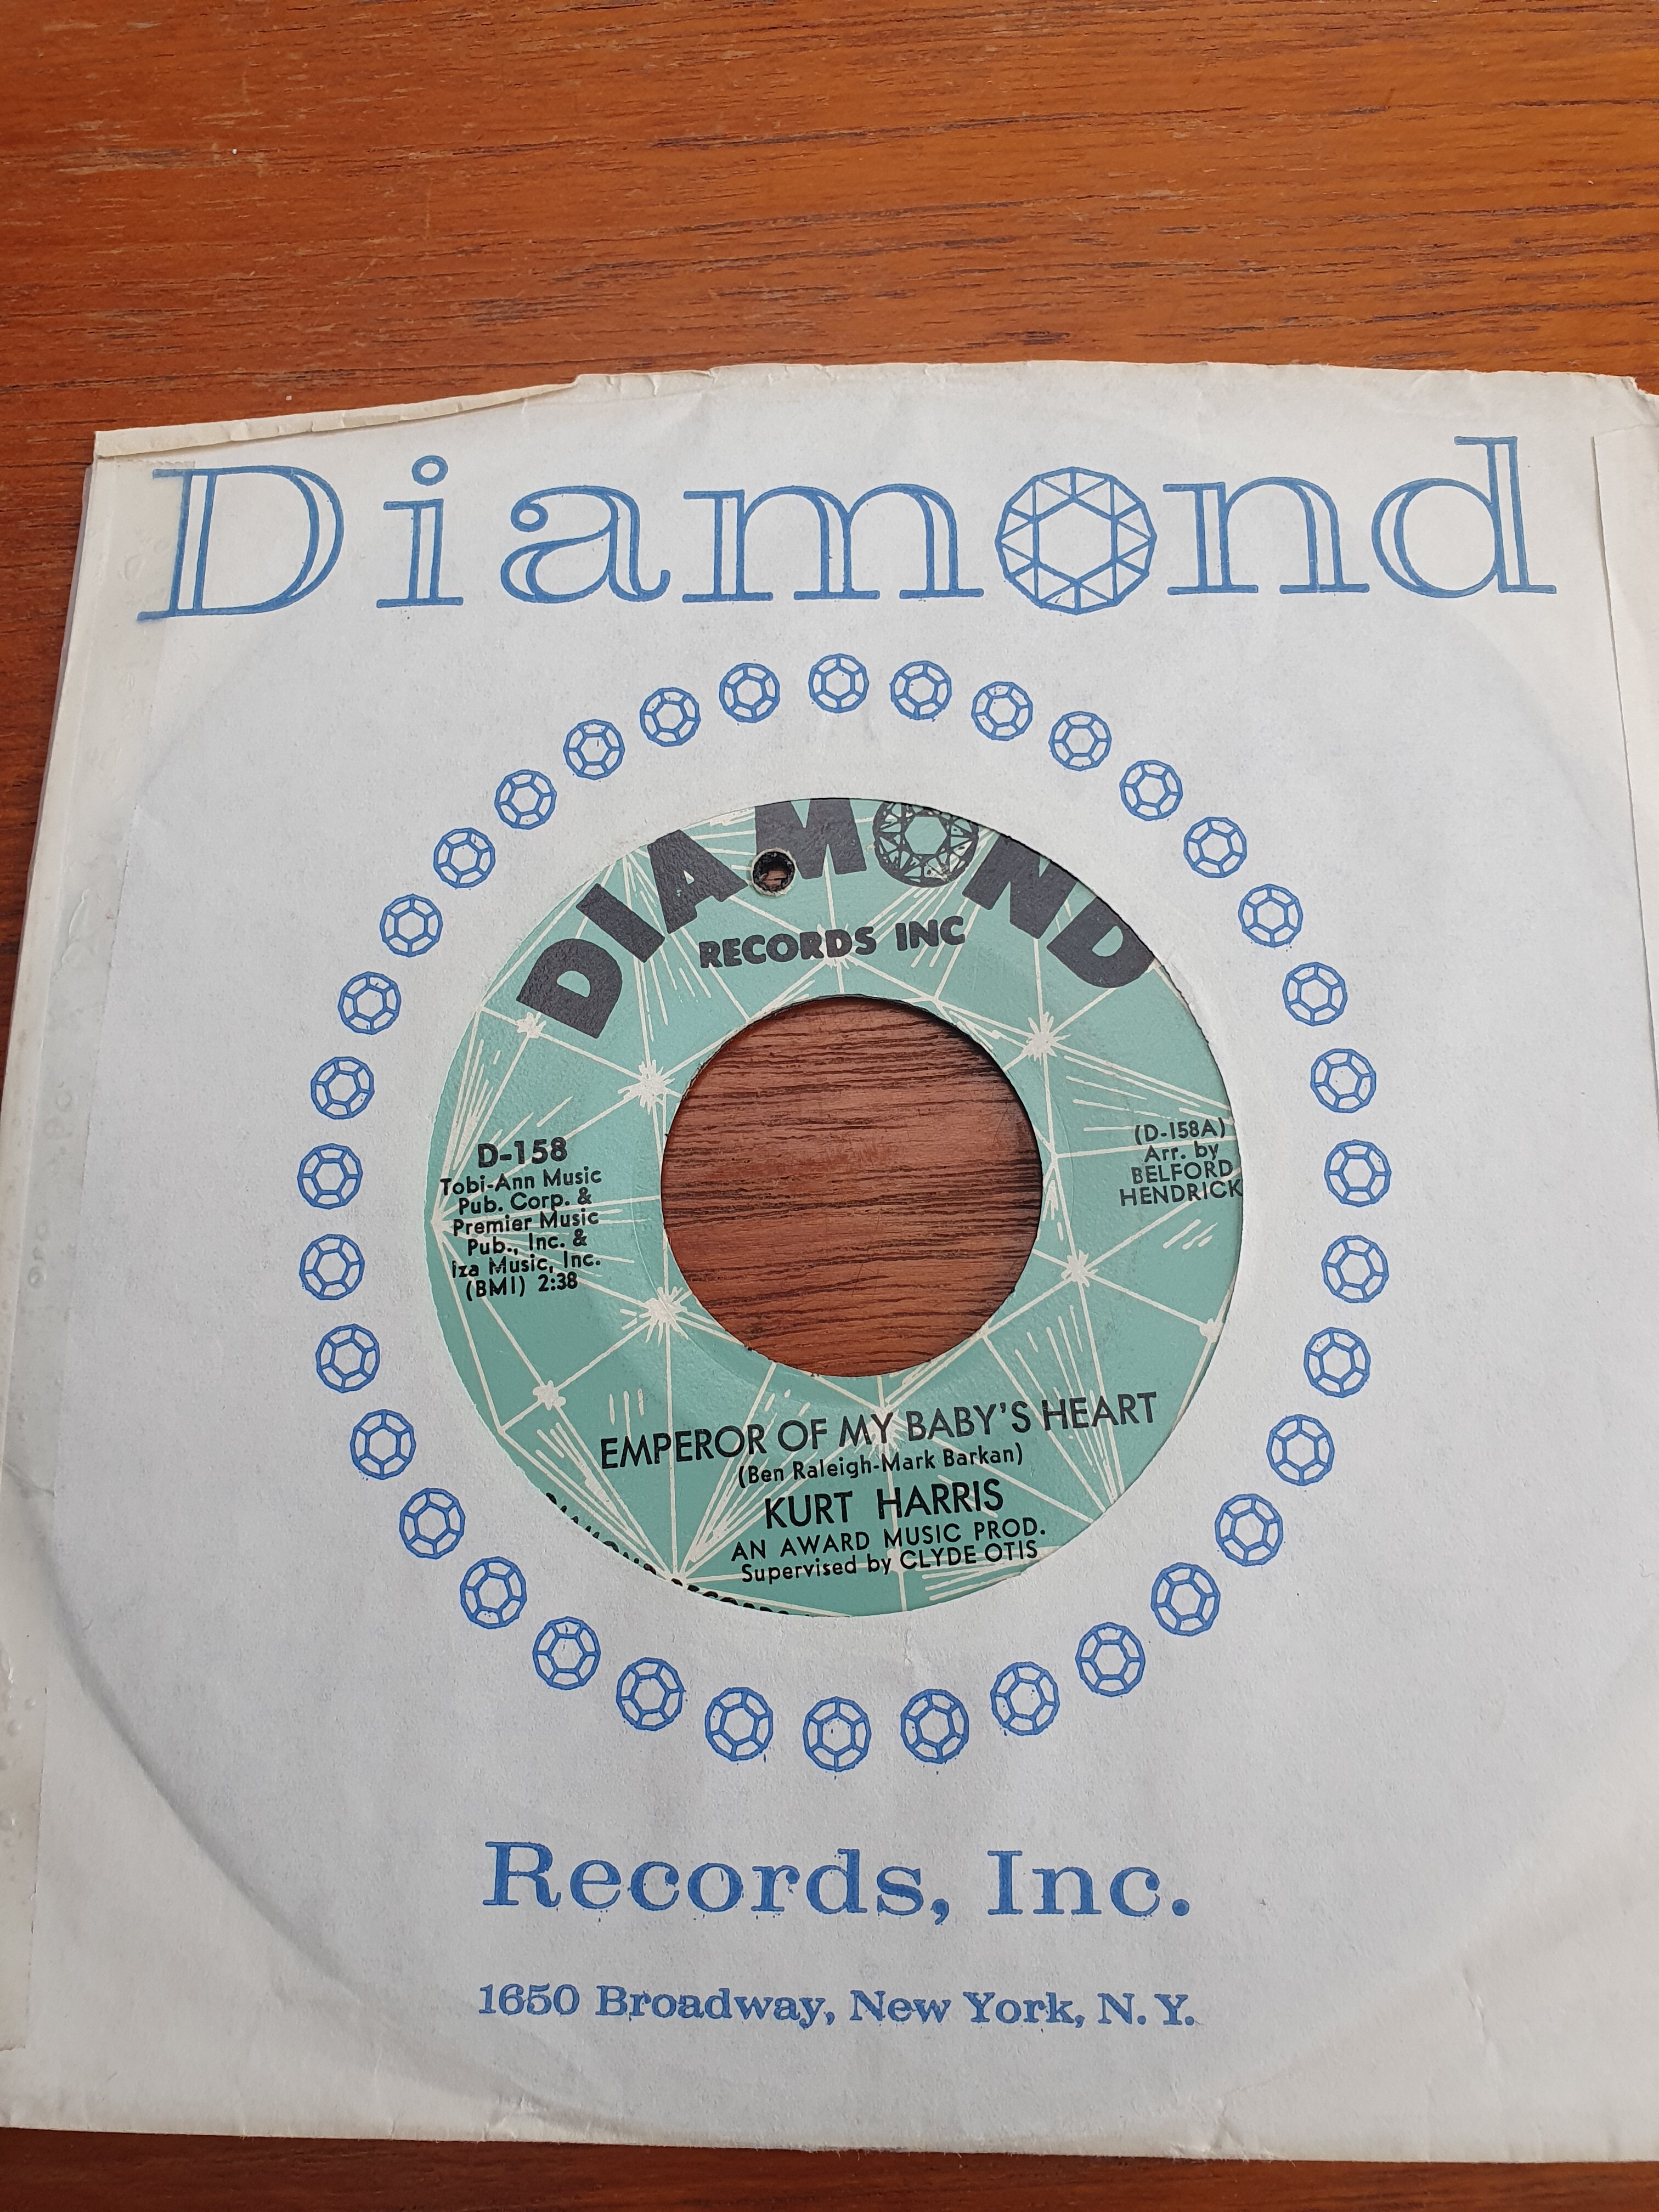 Diamond
DIAMOND
RECORDS INC
D-158
Tobi-Ann Music
Pub. Corp. &
Premier Music
Pub., Inc. &
Iza Music, Inc.
(BMI) 2:38
(D-158A)
Arr. by
BELFORD
HENDRICK
EMPEROR OF MY BABY'S HEART
(Ben Raleigh-Mark Barkan)
KURT HARRIS
AN AWARD MUSIC PROD.
Supervised by CLYDE OTIS
Records, Inc.
1650 Broadway, New York, N. Y.